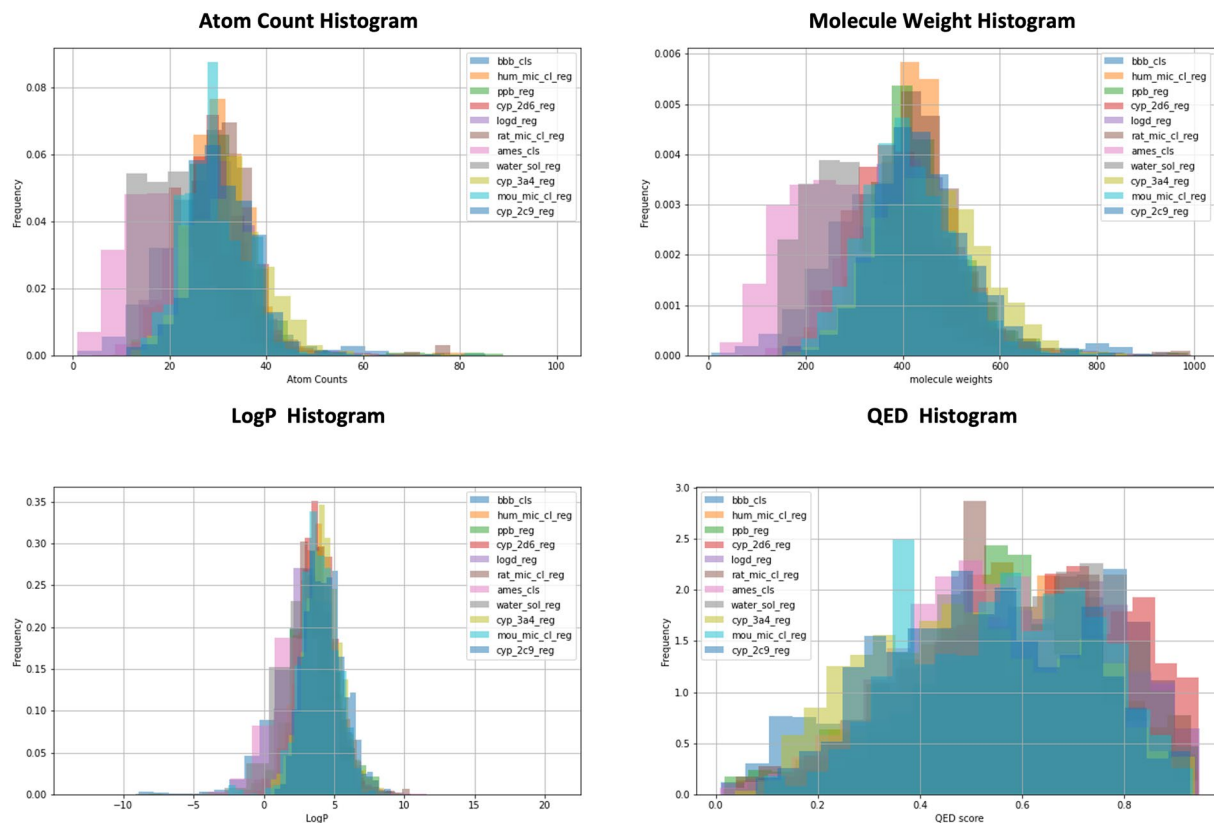 Atom Count Histogram
Molecule Weight Histogram
Frequency
0.08
0.06
0.04
0.02
0.00
0
20
40
60
80
100
Atom Counts
bbb_cls
hum_mic_cl_reg
ppb_reg
cyp_2d6_reg
logd_reg
rat_mic_cl_reg
ames_cls
water_sol_reg
cyp_3a4_reg
mou_mic_cl_reg
cyp_2c9_reg
Frequency
0.006
0.005
0.004
0.003
0.002
0.001
0.000
0
200
400
600
800
1000
molecule weights
bbb_cls
hum_mic_cl_reg
ppb_reg
cyp_2d6_reg
logd_reg
rat_mic_cl_reg
ames_cls
water_sol_reg
cyp_3a4_reg
mou_mic_cl_reg
cyp_2c9_reg
LogP Histogram
QED Histogram
Frequency
0.35
0.30
0.25
0.20
0.15
0.10
0.05
0.00
−10
−5
0
5
10
15
20
LogP
bbb_cls
hum_mic_cl_reg
ppb_reg
cyp_2d6_reg
logd_reg
rat_mic_cl_reg
ames_cls
water_sol_reg
cyp_3a4_reg
mou_mic_cl_reg
cyp_2c9_reg
Frequency
3.0
2.5
2.0
1.5
1.0
0.5
0.0
0.0
0.2
0.4
0.6
0.8
QED score
bbb_cls
hum_mic_cl_reg
ppb_reg
cyp_2d6_reg
logd_reg
rat_mic_cl_reg
ames_cls
water_sol_reg
cyp_3a4_reg
mou_mic_cl_reg
cyp_2c9_reg